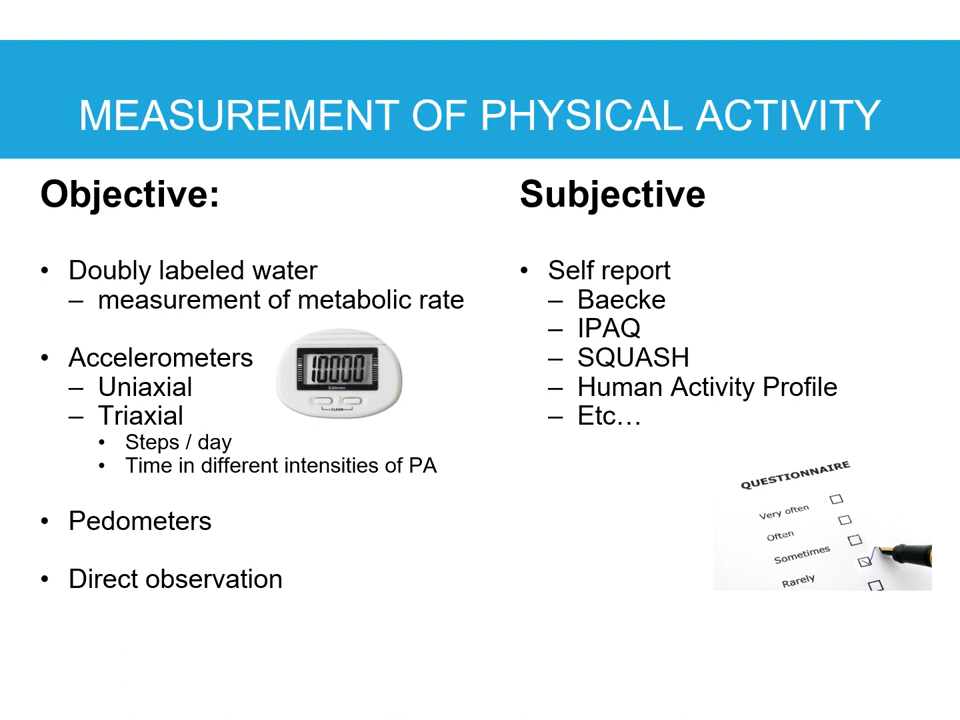 MEASUREMENT OF PHYSICAL ACTIVITY
Objective:
• Doubly labeled water
– measurement of metabolic rate
• Accelerometers
– Uniaxial
– Triaxial
• Steps / day
• Time in different intensities of PA
• Pedometers
• Direct observation
10000
CLEAR
Subjective
• Self report
– Baecke
– IPAQ
– SQUASH
– Human Activity Profile
– Etc…
QUESTIONNAIRE
Very often
Often
Sometimes
Rarely